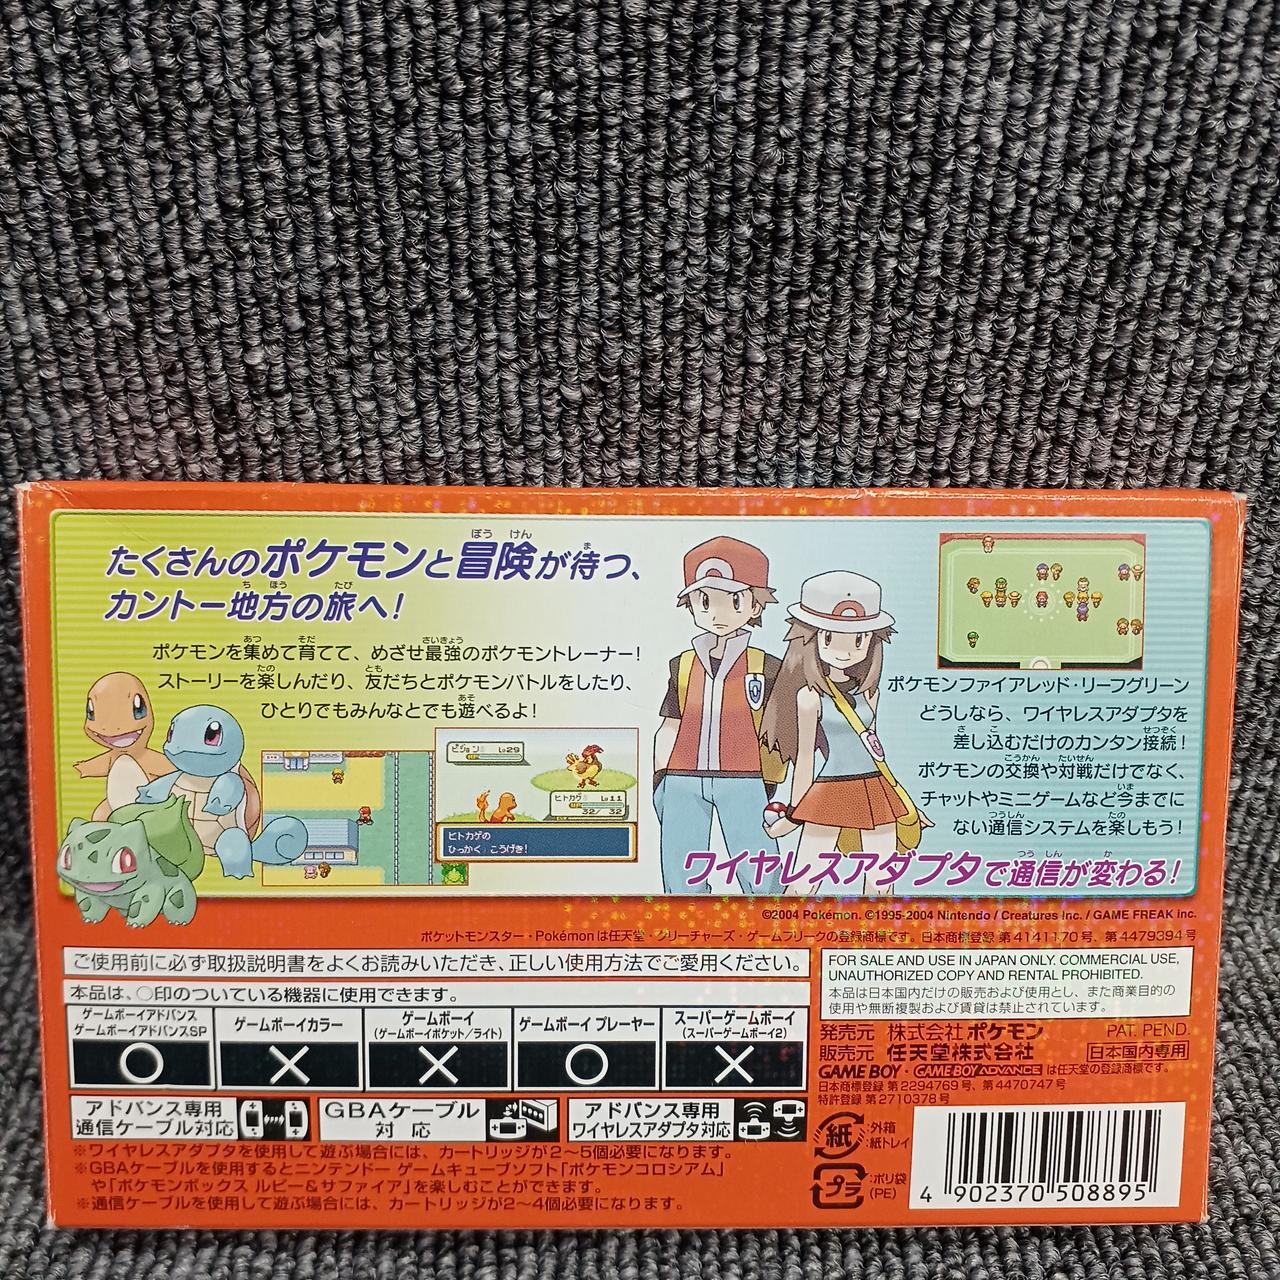 たくさんのポケモンと冒険が待つ、
カントー地方の旅へ!
ポケモンを集めて育てて、めざせ最強のポケモントレーナー!
ストーリーを楽しんだり、友だちとポケモンバトルをしたり、
ひとりでもみんなとでも遊べるよ!
ピジョン Lv29
ヒトカゲ Lv11
32/ 32
ヒトカゲの
ひっかく こうげき!
ポケモンファイアレッド・リーフグリーン
どうしなら、ワイヤレスアダプタを
差し込むだけのカンタン接続!
ポケモンの交換や対戦だけでなく、
チャットやミニゲームなど今までに
ない通信システムを楽しもう!
ワイヤレスアダプタで通信が変わる!
©2004 Pokémon. ©1995-2004 Nintendo / Creatures inc. / GAME FREAK inc.
ポケットモンスター・Pokémonは任天堂・クリーチャーズ・ゲームフリークの登録商標です。日本商標登録 第4141170号、第4479394号
ご使用前に必ず取扱説明書をよくお読みいただき、正しい使用方法でご愛用ください。
本品は、○印のついている機器に使用できます。
ゲームボーイアドバンス
ゲームボーイアドバンスSP
ゲームボーイカラー
ゲームボーイ
(ゲームボーイポケット/ライト)
ゲームボーイ プレーヤー
スーパーゲームボーイ
(スーパーゲームボーイ2)
○ × × ○ ×
アドバンス専用
通信ケーブル対応
GBAケーブル
対応
アドバンス専用
ワイヤレスアダプタ対応
※ワイヤレスアダプタを使用して遊ぶ場合には、カートリッジが2〜5個必要になります。
※GBAケーブルを使用するとニンテンドー ゲームキューブソフト「ポケモンコロシアム」
や「ポケモンボックス ルビー&サファイア」を楽しむことができます。
※通信ケーブルを使用して遊ぶ場合には、カートリッジが2〜4個必要になります。
FOR SALE AND USE IN JAPAN ONLY. COMMERCIAL USE,
UNAUTHORIZED COPY AND RENTAL PROHIBITED.
本品は日本国内だけの販売および使用とし、また商業目的の
使用や無断複製および賃貸は禁止されています。
発売元 株式会社ポケモン PAT. PEND.
販売元 任天堂株式会社 日本国内専用
GAME BOY・GAME BOY ADVANCE は任天堂の登録商標です。
日本商標登録 第2294769号、第4470747号
特許登録 第2710378号
紙 :外箱
:紙トレイ
プラ :ポリ袋
(PE)
4 902370 508895